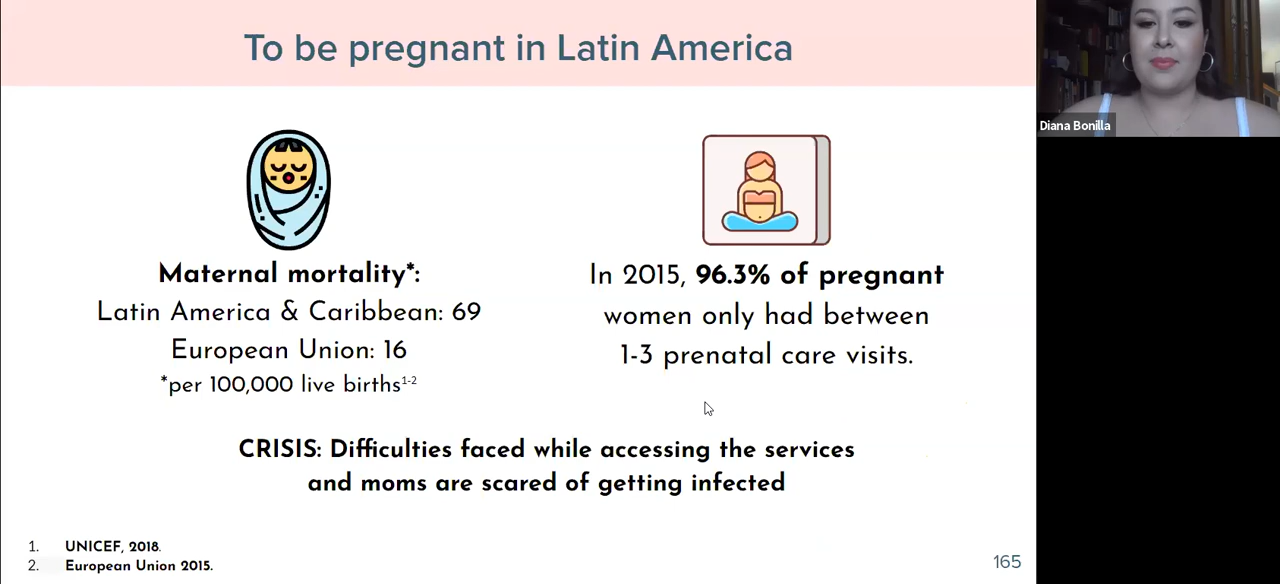 To be pregnant in Latin America
Diana Bonilla
Maternal mortality*:
Latin America & Caribbean: 69
European Union: 16
*per 100,000 live births1-2
In 2015, 96.3% of pregnant
women only had between
1-3 prenatal care visits.
CRISIS: Difficulties faced while accessing the services
and moms are scared of getting infected
1. UNICEF, 2018.
2. European Union 2015.
165